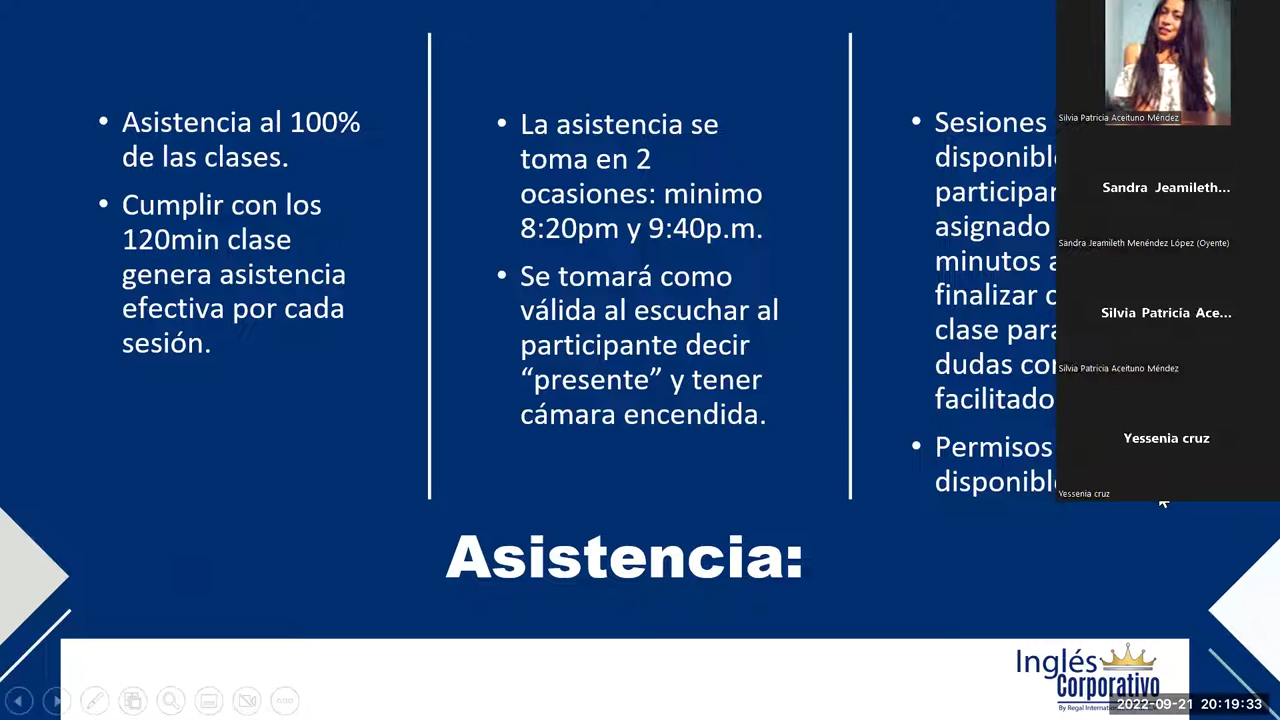 • Asistencia al 100%
de las clases.
• Cumplir con los
120min clase
genera asistencia
efectiva por cada
sesión.
• La asistencia se
toma en 2
ocasiones: minimo
8:20pm y 9:40p.m.
• Se tomará como
válida al escuchar al
participante decir
“presente” y tener
cámara encendida.
• Sesiones
asignado
minutos
finalizar
clase
dudas
• Permisos
Asistencia:
Silvia Patricia Aceituno Méndez
Sandra Jeamileth...
Sandra Jeamileth Menéndez López (Oyente)
Silvia Patricia Ace...
Silvia Patricia Aceituno Méndez
Yessenia cruz
Yessenia cruz
Inglés
Corporativo
By Regal
2022-09-21 20:19:33